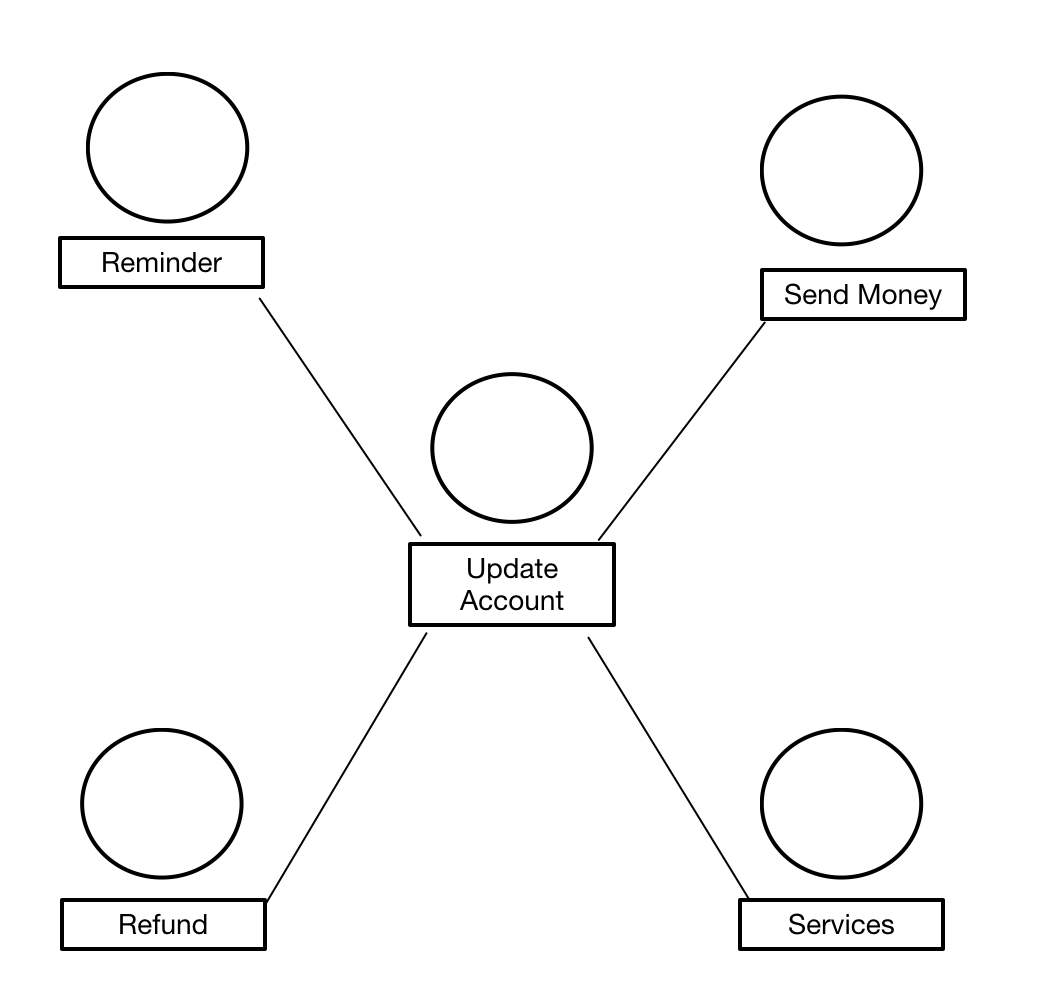 Reminder
Send Money
Update
Account
Refund
Services